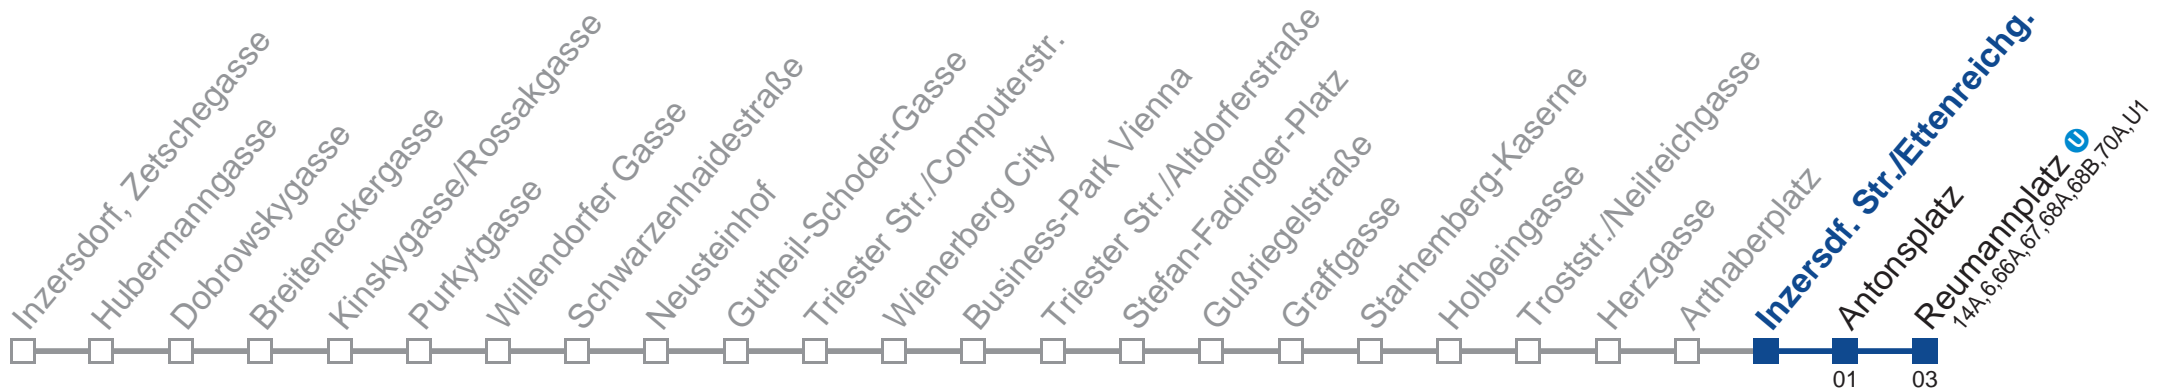 Inzersdorf, Zetschegasse
Hubermanngasse
Dobrowskygasse
Breiteneckergasse
Kinskygasse/Rossakgasse
Purkytgasse
Willendorfer Gasse
Schwarzenhaidestraße
Neusteinhof
Gutheil-Schoder-Gasse
Triester Str./Computerstr.
Wienerberg City
Business-Park Vienna
Triester Str./Altdorferstraße
Stefan-Fadinger-Platz
Gußriegelstraße
Graffgasse
Starhemberg-Kaserne
Holbeingasse
Troststr./Neilreichgasse
Herzgasse
Arthaberplatz
Inzersdf. Str./Ettenreichg.
Antonsplatz
Reumannplatz U
14A,6,66A,67,68A,68B,70A,U1
01
03